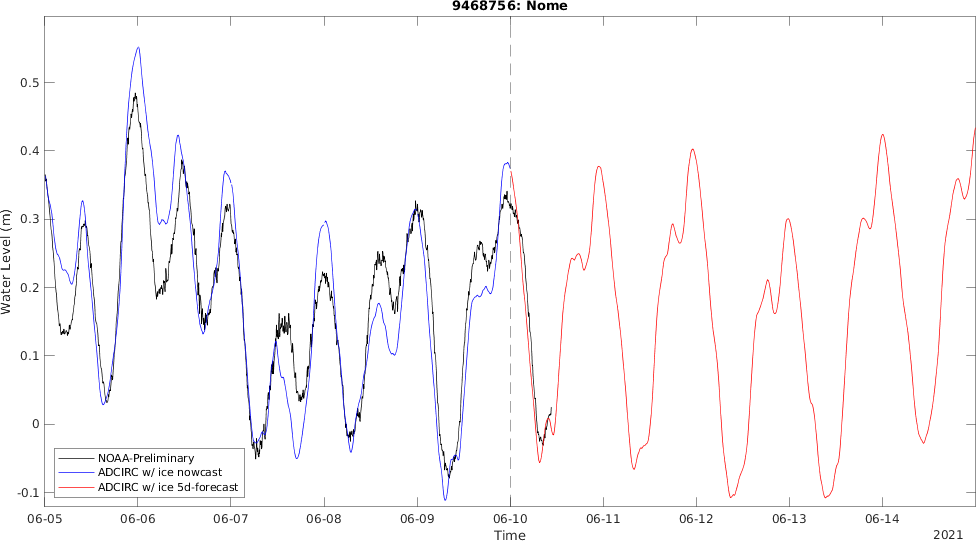 9468756: Nome
Water Level (m)
0.5
0.4
0.3
0.2
0.1
0
-0.1
NOAA-Preliminary
ADCIRC w/ ice nowcast
ADCIRC w/ ice 5d-forecast
06-05 06-06 06-07 06-08 06-09 06-10 06-11 06-12 06-13 06-14
Time
2021